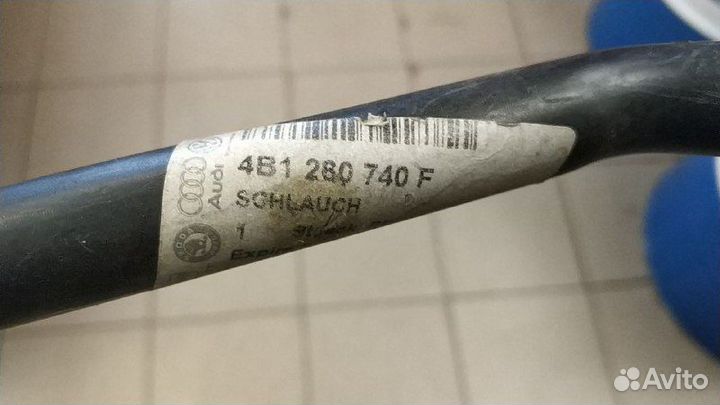 Audi
4B1 260 740 F
SCHLAUCH
1
Avito